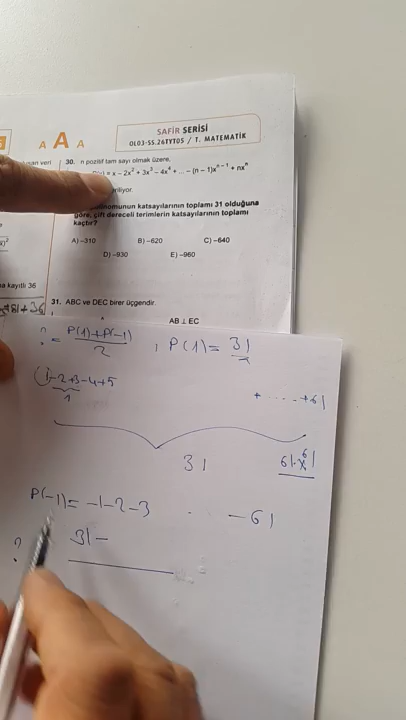 A A A
SAFİR SERİSİ
OL03-SS.26TYT05 / T. MATEMATİK
30. n pozitif tam sayı olmak üzere,
= x – 2x² + 3x³ – 4x⁴ + ... – (n – 1)xⁿ⁻¹ + nxⁿ
katsayılarının toplamı 31 olduğuna
göre, çift dereceli terimlerin katsayılarının toplamı
kaçtır?
A) –310 B) –620 C) –640
D) –930 E) –960
a kayıtlı 36
31. ABC ve DEC birer üçgendir.
AB ⊥ EC
? = P(1)+P(-1) / 2 , P(1) = 31
1-2+3-4+5 + ..... +61
1
31
P(-1) = -1-2-3 . . -61
? 31 -